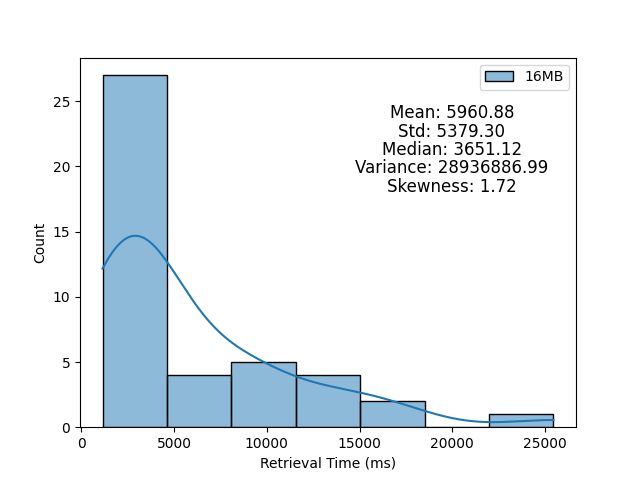 16MB
Mean: 5960.88
Std: 5379.30
Median: 3651.12
Variance: 28936886.99
Skewness: 1.72
25
20
15
10
5
0
Count
0 5000 10000 15000 20000 25000
Retrieval Time (ms)